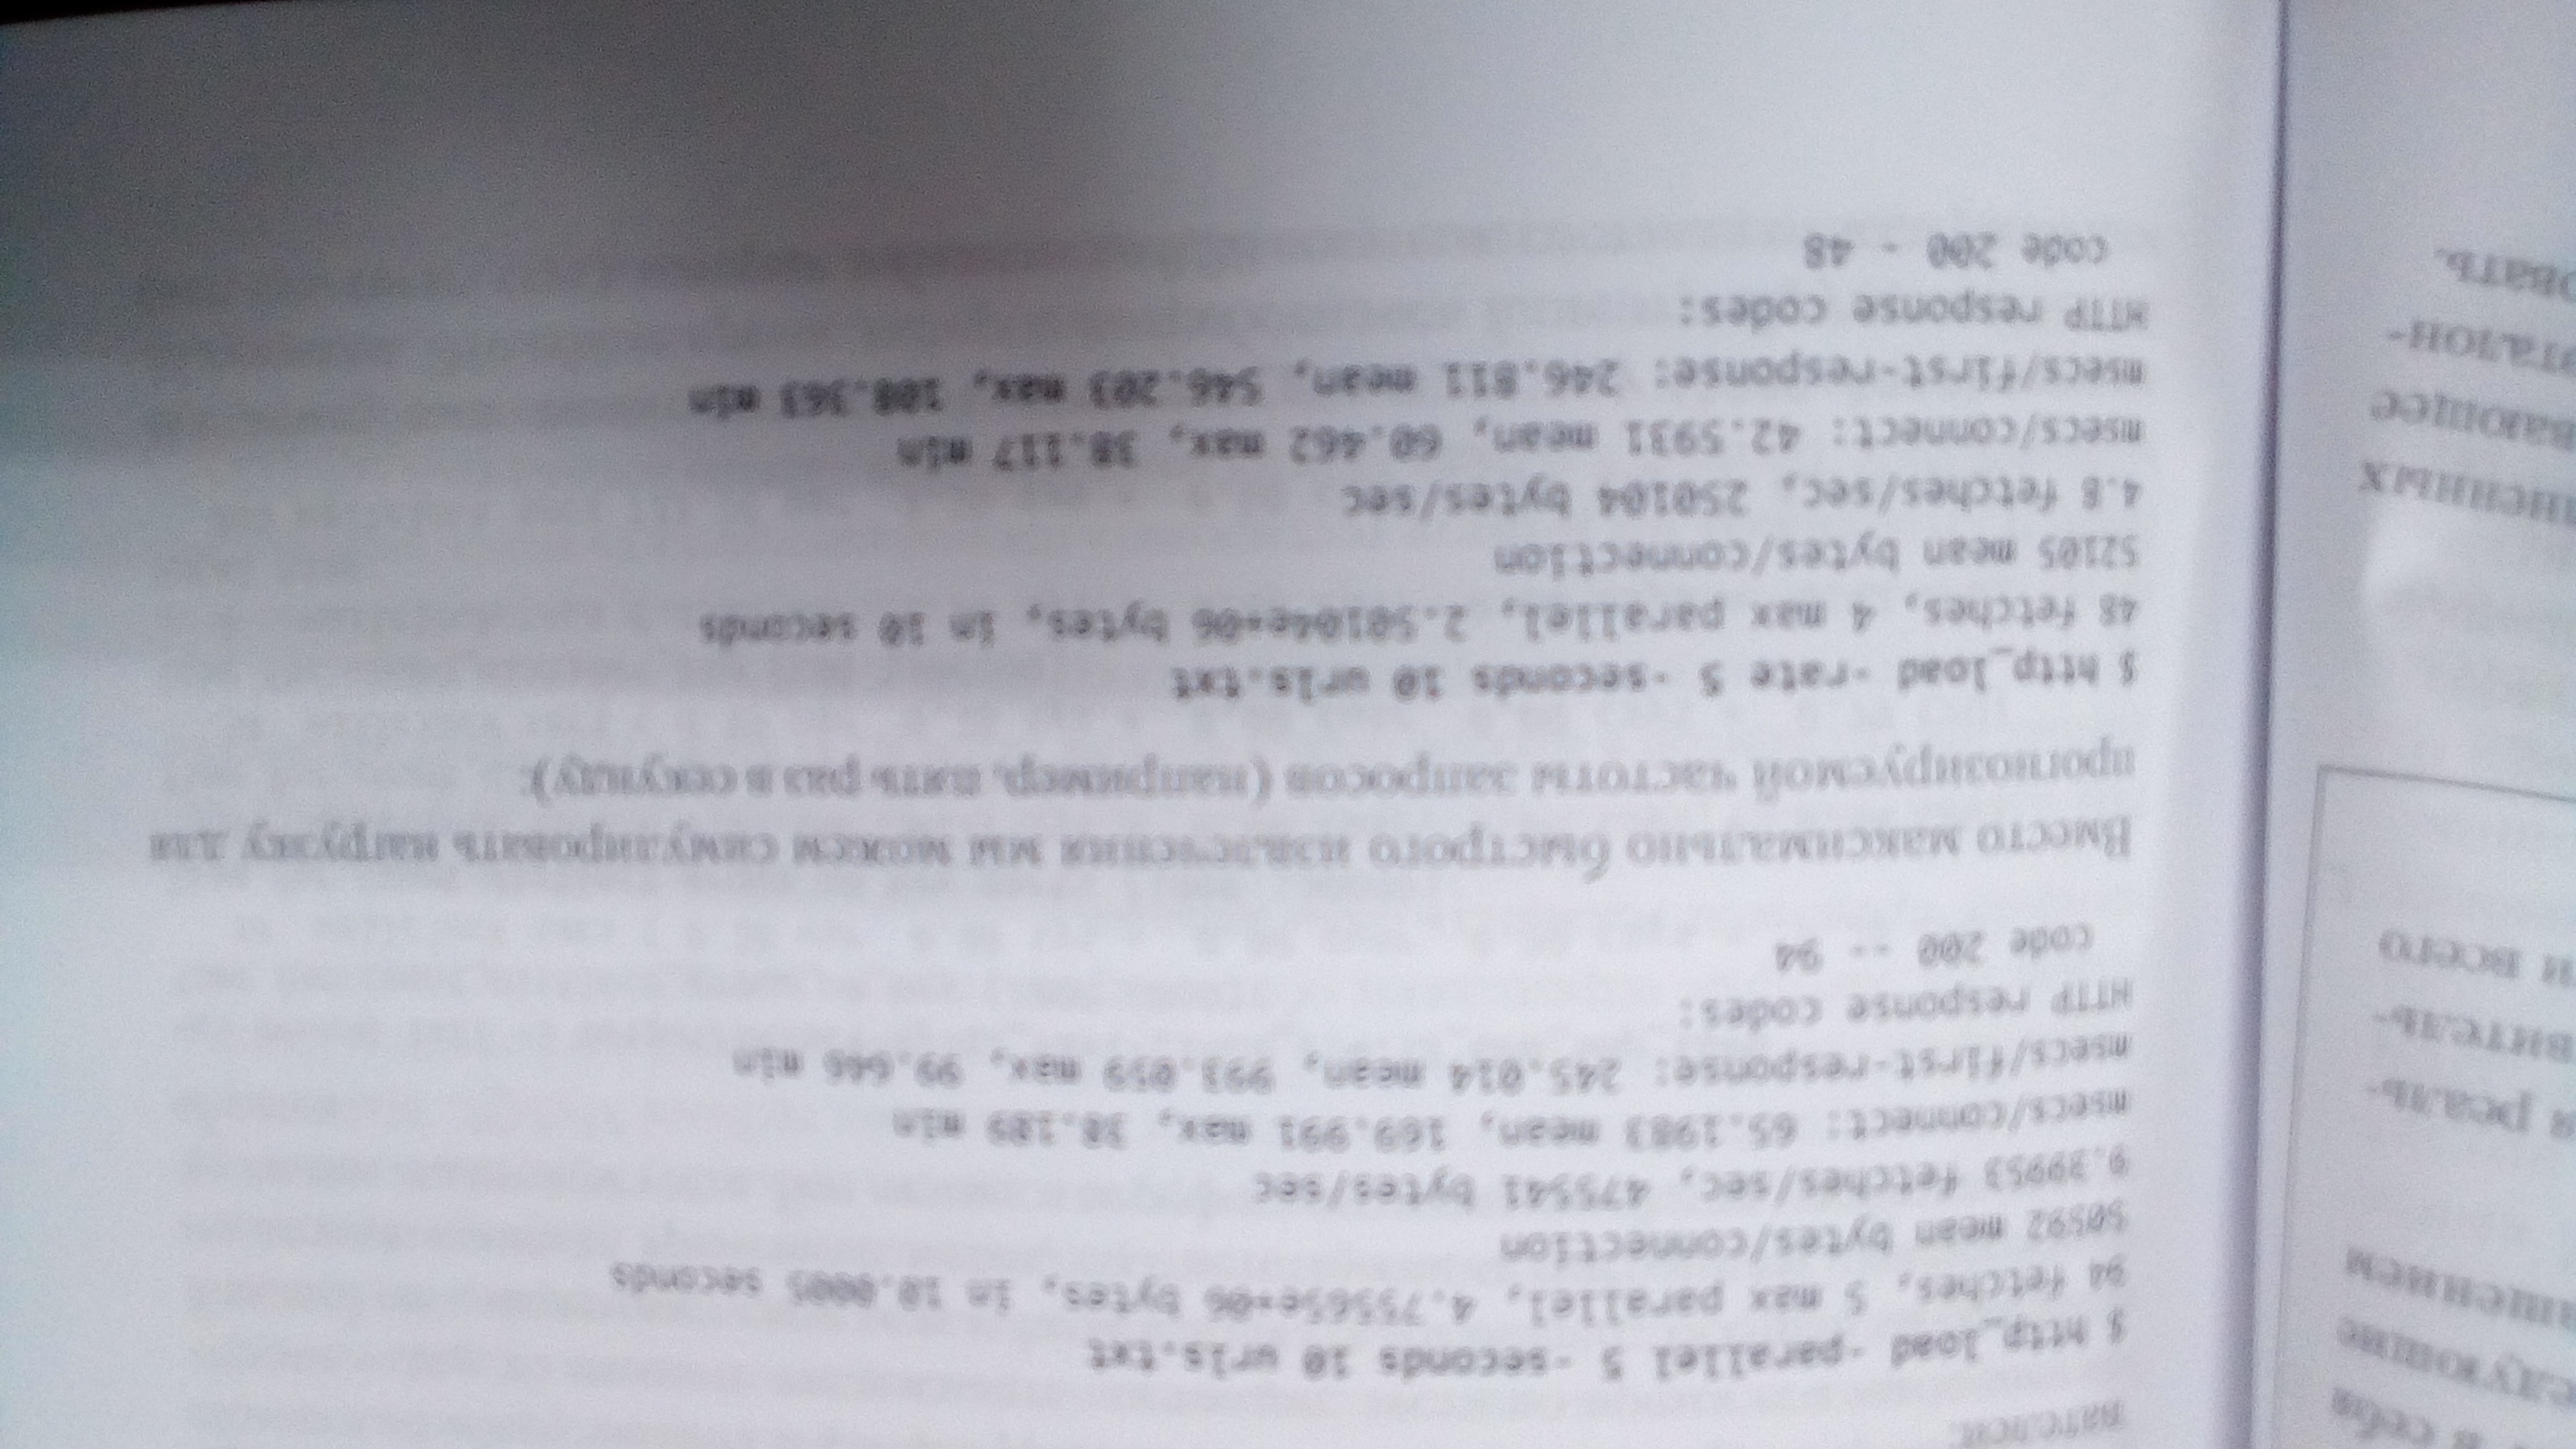 в себя
едующие
ашением
я реаль-
витель-
и всего
ненных
вающее
эталон-
овать.
вателей:
$ http_load -parallel 5 -seconds 10 urls.txt
94 fetches, 5 max parallel, 4.75565e+06 bytes, in 10.0005 seconds
50592 mean bytes/connection
9.39953 fetches/sec, 475541 bytes/sec
msecs/connect: 65.1983 mean, 169.991 max, 38.189 min
msecs/first-response: 245.014 mean, 993.059 max, 99.646 min
HTTP response codes:
code 200 -- 94
Вместо максимально быстрого извлечения мы можем симулировать нагрузку для
прогнозируемой частоты запросов (например, пять раз в секунду):
$ http_load -rate 5 -seconds 10 urls.txt
48 fetches, 4 max parallel, 2.50104e+06 bytes, in 10 seconds
52105 mean bytes/connection
4.8 fetches/sec, 250104 bytes/sec
msecs/connect: 42.5931 mean, 60.462 max, 38.117 min
msecs/first-response: 246.811 mean, 546.203 max, 108.363 min
HTTP response codes:
code 200 - 48